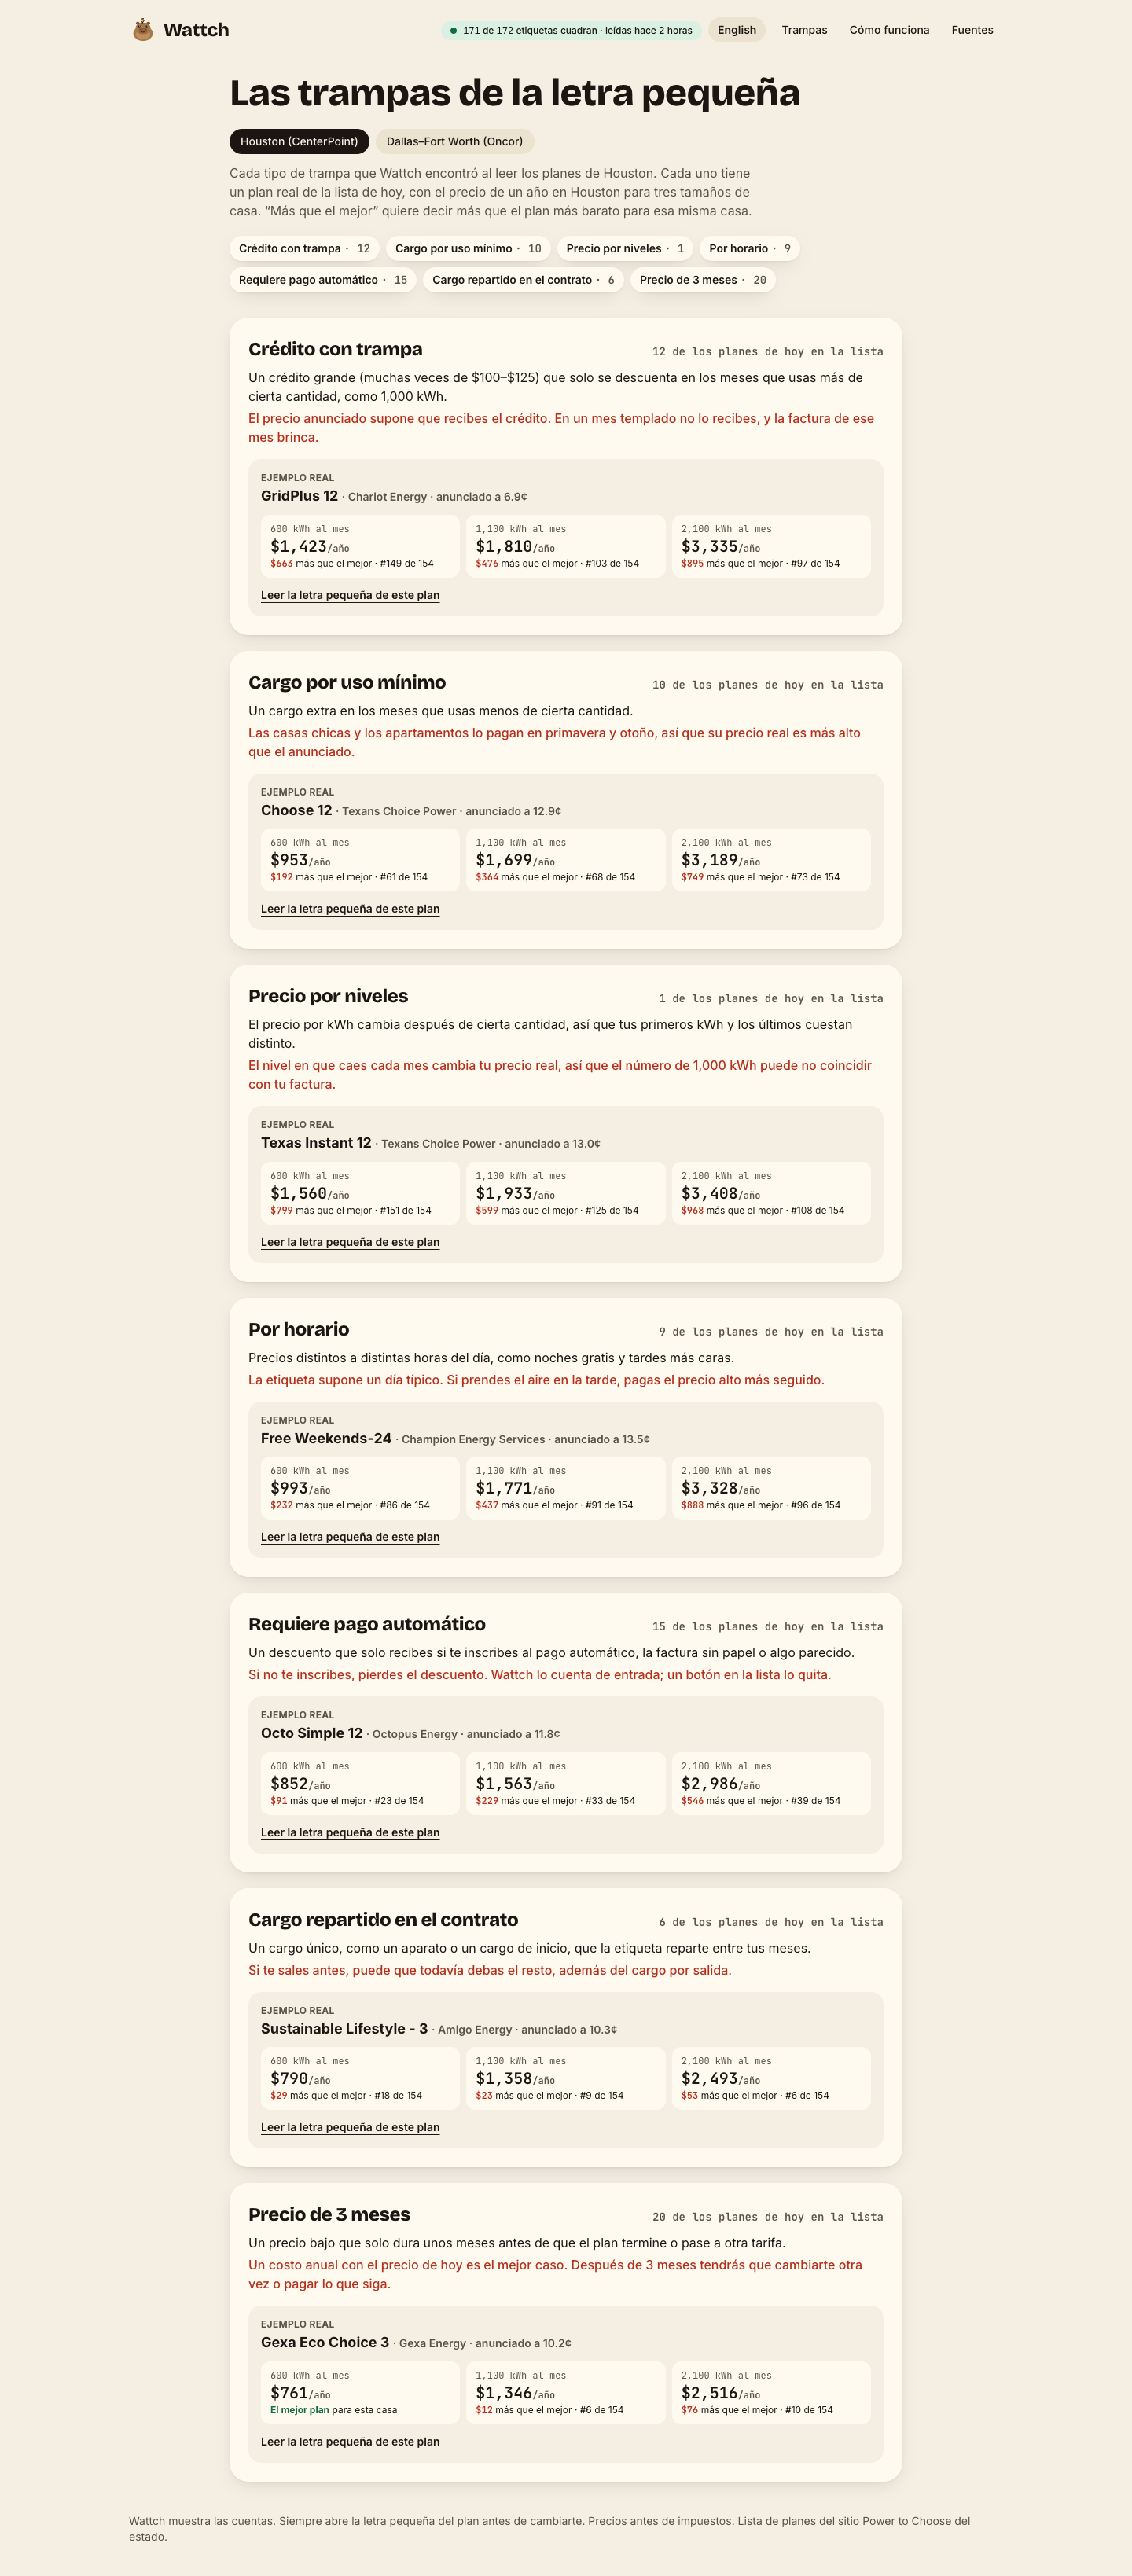 Wattch
171 de 172 etiquetas cuadran · leídas hace 2 horas
English
Trampas
Cómo funciona
Fuentes
Las trampas de la letra pequeña
Houston (CenterPoint)
Dallas–Fort Worth (Oncor)
Cada tipo de trampa que Wattch encontró al leer los planes de Houston. Cada uno tiene
un plan real de la lista de hoy, con el precio de un año en Houston para tres tamaños de
casa. “Más que el mejor” quiere decir más que el plan más barato para esa misma casa.
Crédito con trampa · 12
Cargo por uso mínimo · 10
Precio por niveles · 1
Por horario · 9
Requiere pago automático · 15
Cargo repartido en el contrato · 6
Precio de 3 meses · 20
Crédito con trampa
12 de los planes de hoy en la lista
Un crédito grande (muchas veces de $100–$125) que solo se descuenta en los meses que usas más de
cierta cantidad, como 1,000 kWh.
El precio anunciado supone que recibes el crédito. En un mes templado no lo recibes, y la factura de ese
mes brinca.
EJEMPLO REAL
GridPlus 12 · Chariot Energy · anunciado a 6.9¢
600 kWh al mes
$1,423/año
$663 más que el mejor · #149 de 154
1,100 kWh al mes
$1,810/año
$476 más que el mejor · #103 de 154
2,100 kWh al mes
$3,335/año
$895 más que el mejor · #97 de 154
Leer la letra pequeña de este plan
Cargo por uso mínimo
10 de los planes de hoy en la lista
Un cargo extra en los meses que usas menos de cierta cantidad.
Las casas chicas y los apartamentos lo pagan en primavera y otoño, así que su precio real es más alto
que el anunciado.
EJEMPLO REAL
Choose 12 · Texans Choice Power · anunciado a 12.9¢
600 kWh al mes
$953/año
$192 más que el mejor · #61 de 154
1,100 kWh al mes
$1,699/año
$364 más que el mejor · #68 de 154
2,100 kWh al mes
$3,189/año
$749 más que el mejor · #73 de 154
Leer la letra pequeña de este plan
Precio por niveles
1 de los planes de hoy en la lista
El precio por kWh cambia después de cierta cantidad, así que tus primeros kWh y los últimos cuestan
distinto.
El nivel en que caes cada mes cambia tu precio real, así que el número de 1,000 kWh puede no coincidir
con tu factura.
EJEMPLO REAL
Texas Instant 12 · Texans Choice Power · anunciado a 13.0¢
600 kWh al mes
$1,560/año
$799 más que el mejor · #151 de 154
1,100 kWh al mes
$1,933/año
$599 más que el mejor · #125 de 154
2,100 kWh al mes
$3,408/año
$968 más que el mejor · #108 de 154
Leer la letra pequeña de este plan
Por horario
9 de los planes de hoy en la lista
Precios distintos a distintas horas del día, como noches gratis y tardes más caras.
La etiqueta supone un día típico. Si prendes el aire en la tarde, pagas el precio alto más seguido.
EJEMPLO REAL
Free Weekends-24 · Champion Energy Services · anunciado a 13.5¢
600 kWh al mes
$993/año
$232 más que el mejor · #86 de 154
1,100 kWh al mes
$1,771/año
$437 más que el mejor · #91 de 154
2,100 kWh al mes
$3,328/año
$888 más que el mejor · #96 de 154
Leer la letra pequeña de este plan
Requiere pago automático
15 de los planes de hoy en la lista
Un descuento que solo recibes si te inscribes al pago automático, la factura sin papel o algo parecido.
Si no te inscribes, pierdes el descuento. Wattch lo cuenta de entrada; un botón en la lista lo quita.
EJEMPLO REAL
Octo Simple 12 · Octopus Energy · anunciado a 11.8¢
600 kWh al mes
$852/año
$91 más que el mejor · #23 de 154
1,100 kWh al mes
$1,563/año
$229 más que el mejor · #33 de 154
2,100 kWh al mes
$2,986/año
$546 más que el mejor · #39 de 154
Leer la letra pequeña de este plan
Cargo repartido en el contrato
6 de los planes de hoy en la lista
Un cargo único, como un aparato o un cargo de inicio, que la etiqueta reparte entre tus meses.
Si te sales antes, puede que todavía debas el resto, además del cargo por salida.
EJEMPLO REAL
Sustainable Lifestyle - 3 · Amigo Energy · anunciado a 10.3¢
600 kWh al mes
$790/año
$29 más que el mejor · #18 de 154
1,100 kWh al mes
$1,358/año
$23 más que el mejor · #9 de 154
2,100 kWh al mes
$2,493/año
$53 más que el mejor · #6 de 154
Leer la letra pequeña de este plan
Precio de 3 meses
20 de los planes de hoy en la lista
Un precio bajo que solo dura unos meses antes de que el plan termine o pase a otra tarifa.
Un costo anual con el precio de hoy es el mejor caso. Después de 3 meses tendrás que cambiarte otra
vez o pagar lo que siga.
EJEMPLO REAL
Gexa Eco Choice 3 · Gexa Energy · anunciado a 10.2¢
600 kWh al mes
$761/año
El mejor plan para esta casa
1,100 kWh al mes
$1,346/año
$12 más que el mejor · #6 de 154
2,100 kWh al mes
$2,516/año
$76 más que el mejor · #10 de 154
Leer la letra pequeña de este plan
Wattch muestra las cuentas. Siempre abre la letra pequeña del plan antes de cambiarte. Precios antes de impuestos. Lista de planes del sitio Power to Choose del
estado.